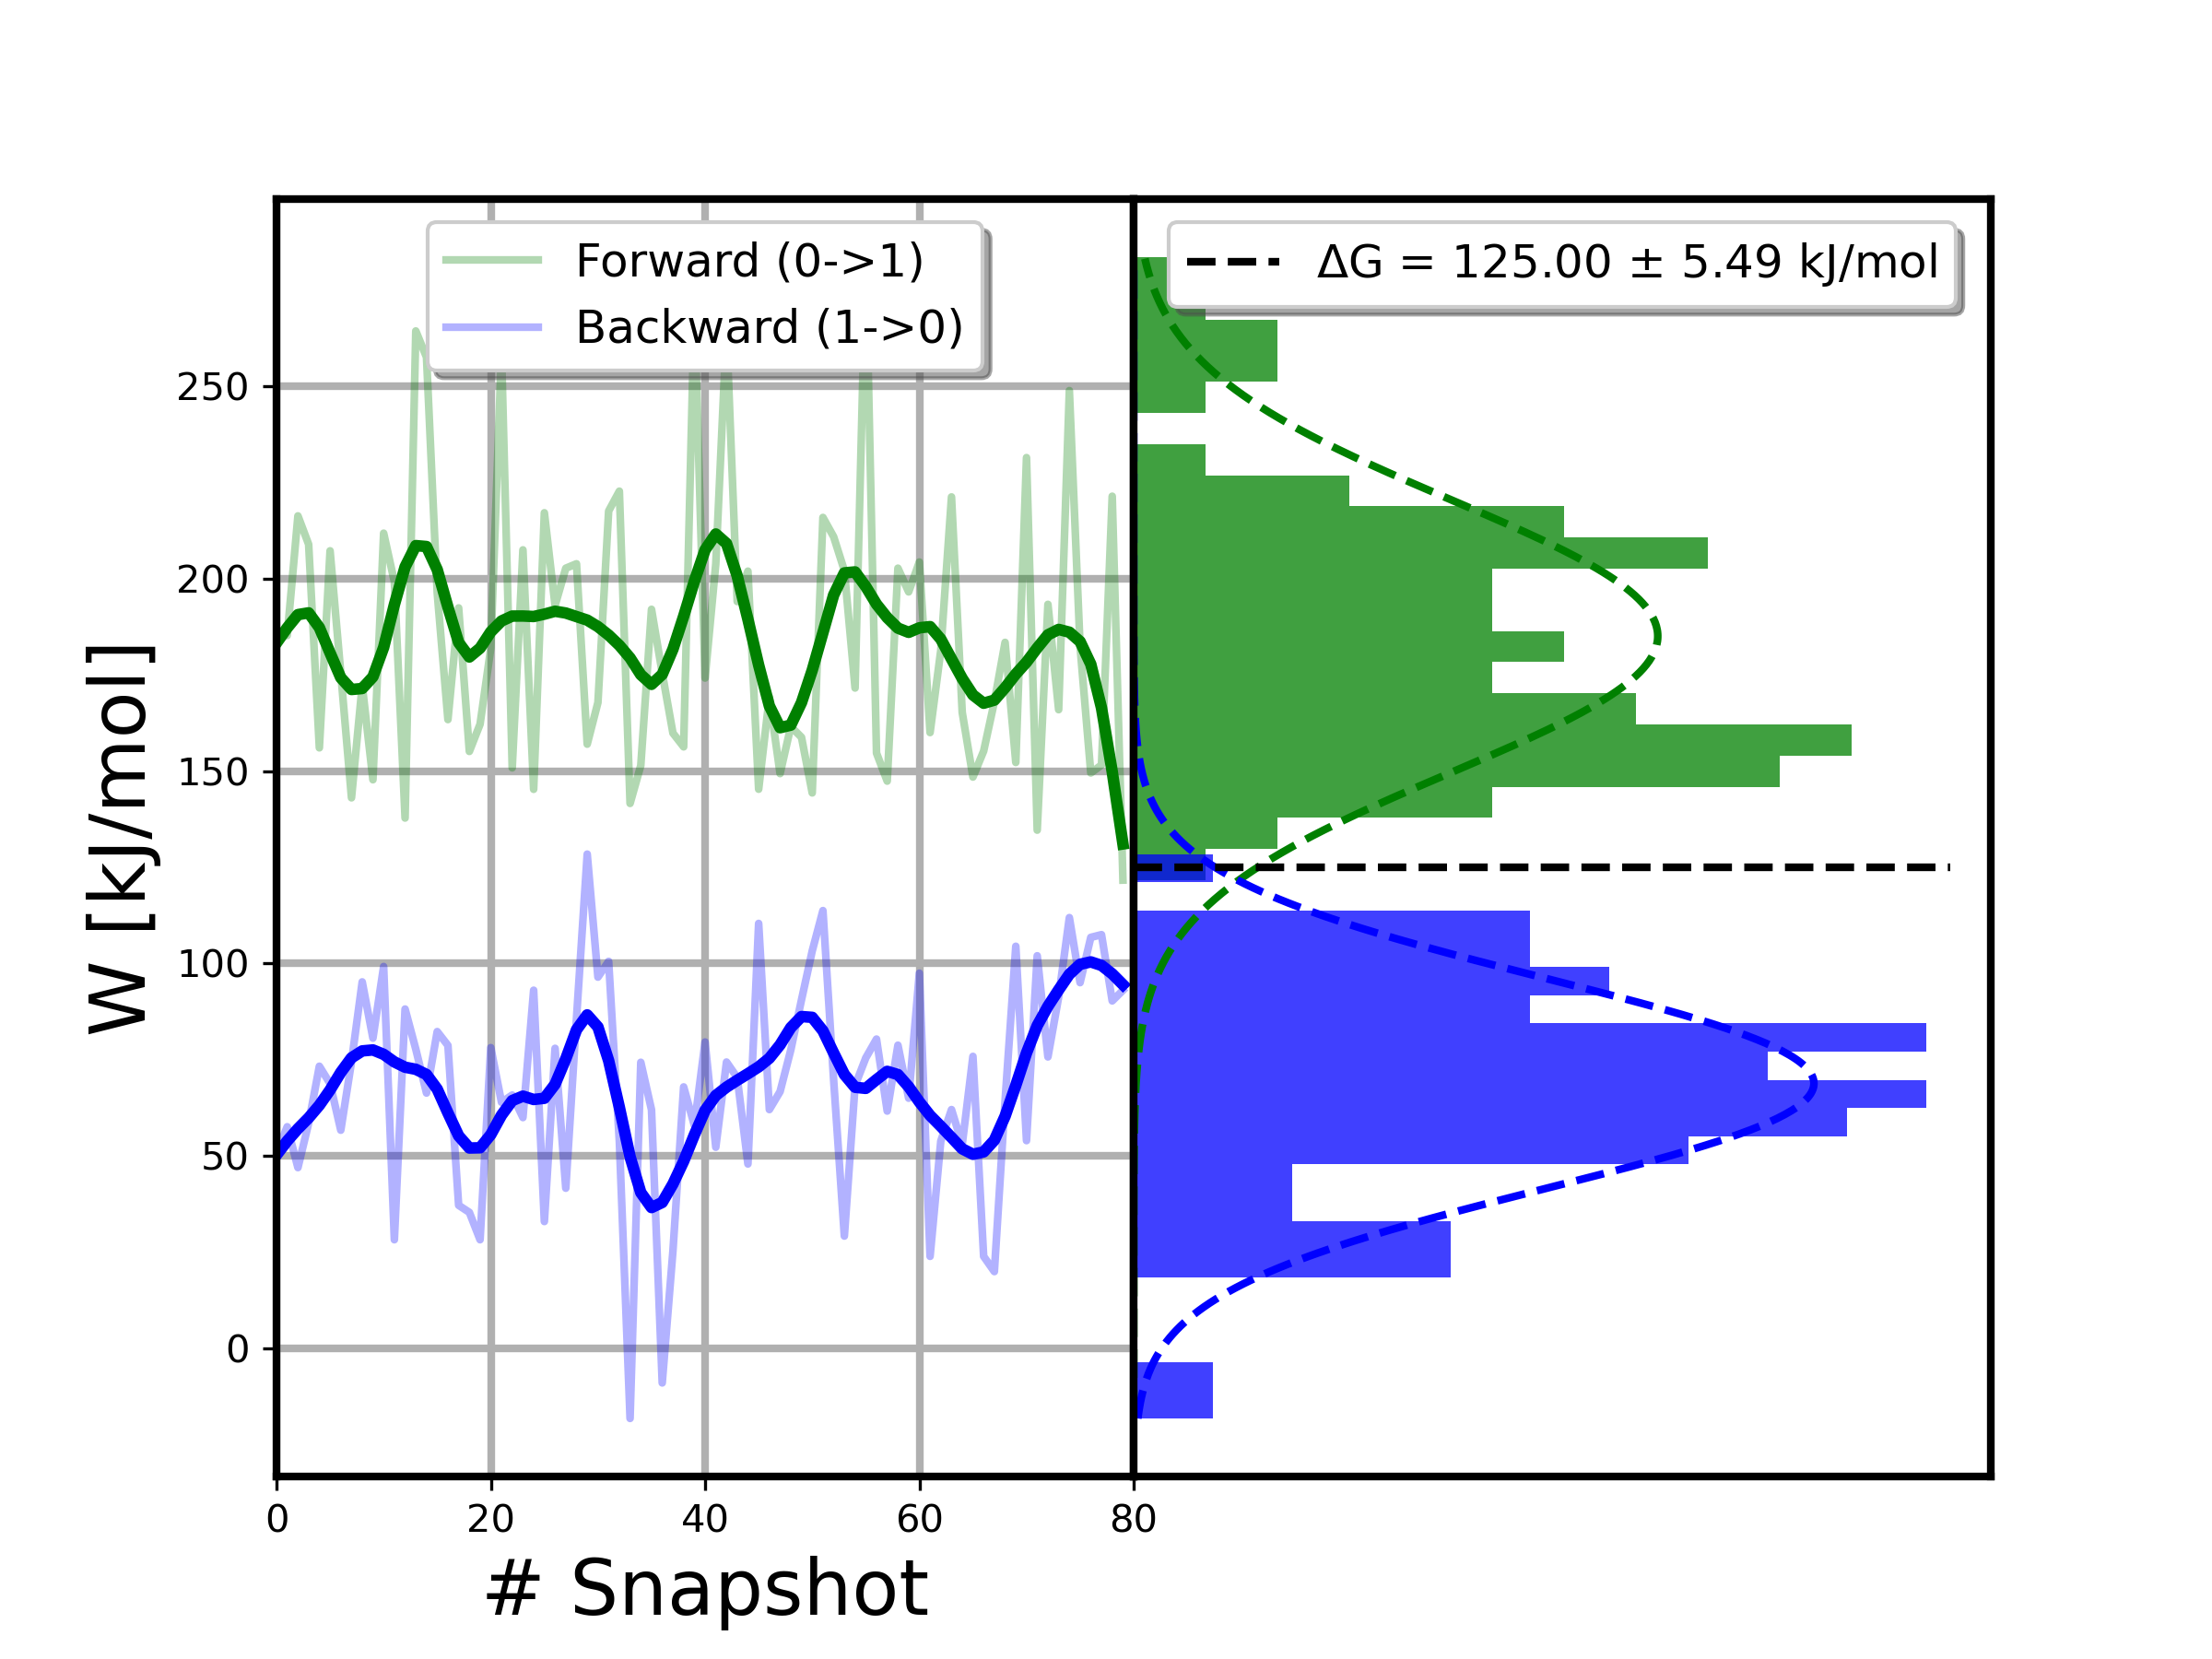 Forward (0->1)
Backward (1->0)
ΔG = 125.00 ± 5.49 kJ/mol
W [kJ/mol]
250
200
150
100
50
0
0 20 40 60 80
# Snapshot